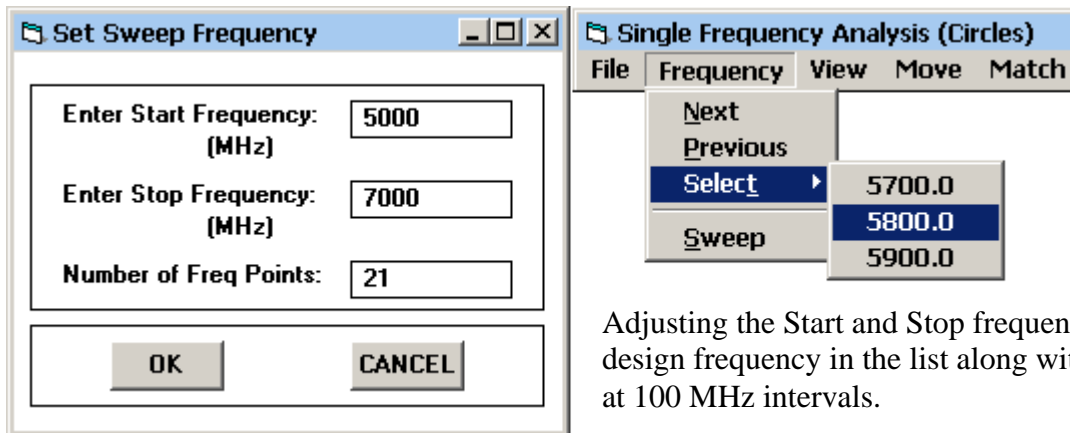 Set Sweep Frequency
Enter Start Frequency: 5000
(MHz)
Enter Stop Frequency: 7000
(MHz)
Number of Freq Points: 21
OK CANCEL
Single Frequency Analysis (Circles)
File Frequency View Move Match
Next
Previous
Select
Sweep
5700.0
5800.0
5900.0
Adjusting the Start and Stop
design frequency in the list along
at 100 MHz intervals.